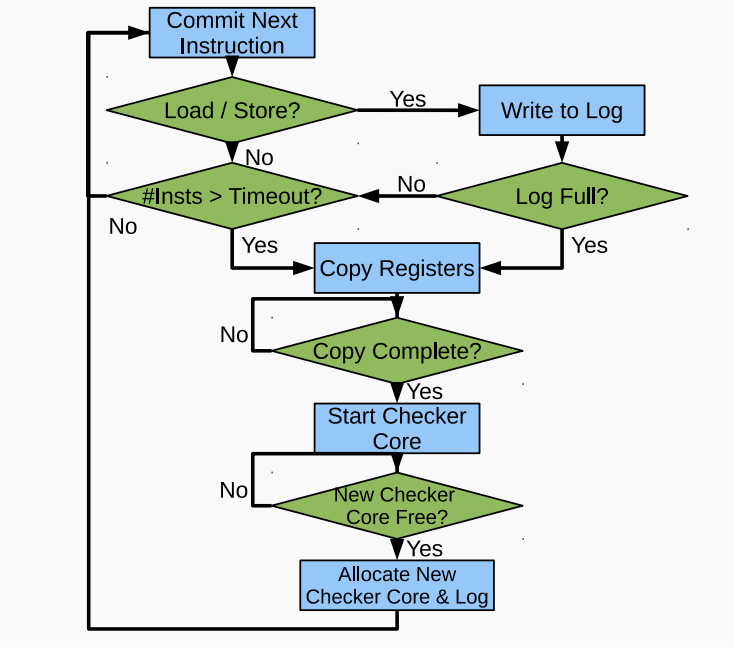 Commit Next
Instruction
Load / Store?
Yes
Write to Log
No
#Insts > Timeout?
No
Log Full?
No
Yes
Yes
Copy Registers
No
Copy Complete?
Yes
Start Checker
Core
No
New Checker
Core Free?
Yes
Allocate New
Checker Core & Log